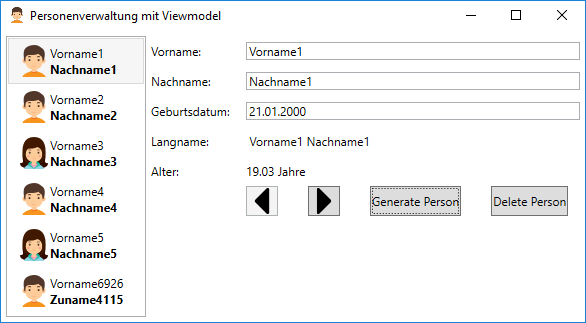 Personenverwaltung mit Viewmodel
Vorname1
Nachname1
Vorname2
Nachname2
Vorname3
Nachname3
Vorname4
Nachname4
Vorname5
Nachname5
Vorname6926
Zuname4115
Vorname: Vorname1
Nachname: Nachname1
Geburtsdatum: 21.01.2000
Langname: Vorname1 Nachname1
Alter: 19.03 Jahre
Generate Person Delete Person